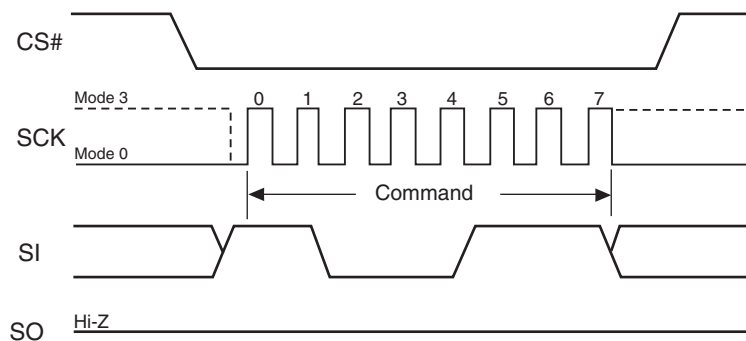 CS#
Mode 3
0 1 2 3 4 5 6 7
SCK
Mode 0
Command
SI
Hi-Z
SO